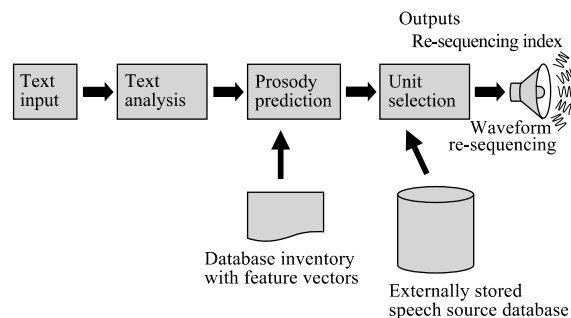 Outputs
Re-sequencing index
Text
input
Text
analysis
Prosody
prediction
Unit
selection
Waveform
re-sequencing
Database inventory
with feature vectors
Externally stored
speech source database